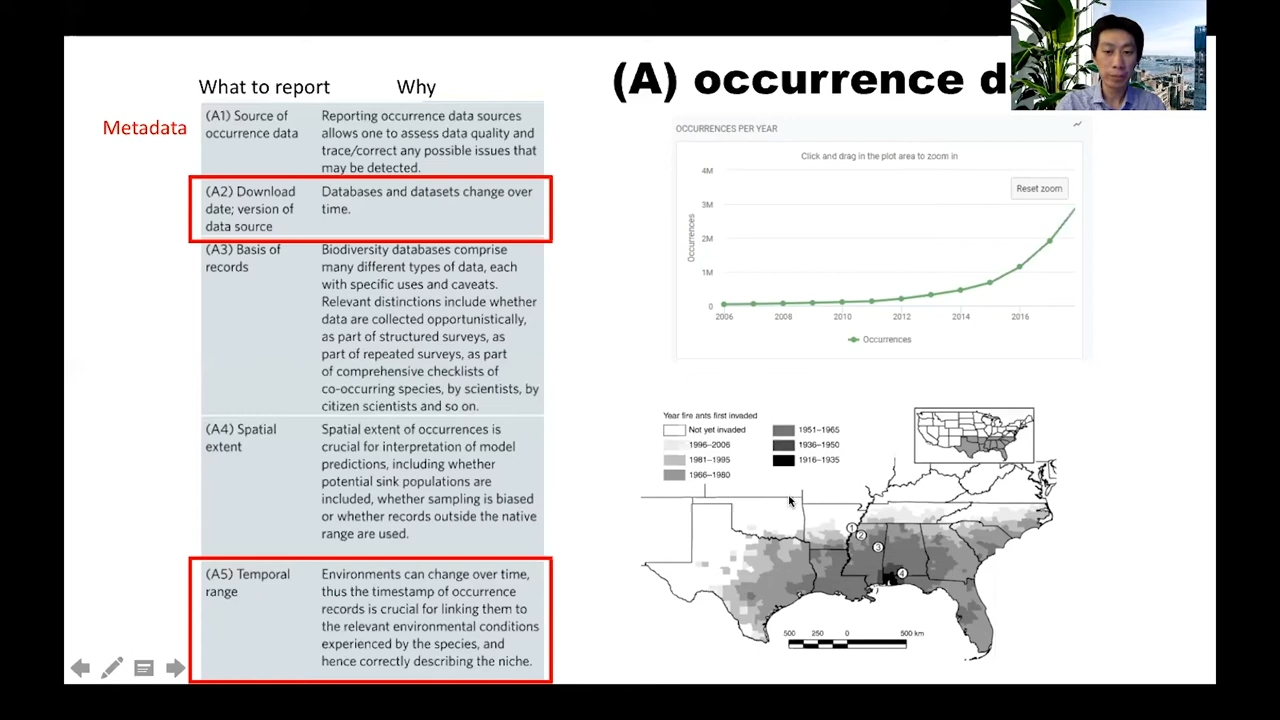 (A) occurrence d
What to report
Why
Metadata
(A1) Source of
occurrence data
Reporting occurrence data sources
allows one to assess data quality and
trace/correct any possible issues that
may be detected.
(A2) Download
date; version of
data source
Databases and datasets change over
time.
(A3) Basis of
records
Biodiversity databases comprise
many different types of data, each
with specific uses and caveats.
Relevant distinctions include whether
data are collected opportunistically,
as part of structured surveys, as
part of repeated surveys, as part
of comprehensive checklists of
co-occurring species, by scientists, by
citizen scientists and so on.
(A4) Spatial
extent
Spatial extent of occurrences is
crucial for interpretation of model
predictions, including whether
potential sink populations are
included, whether sampling is biased
or whether records outside the native
range are used.
(A5) Temporal
range
Environments can change over time,
thus the timestamp of occurrence
records is crucial for linking them to
the relevant environmental conditions
experienced by the species, and
hence correctly describing the niche.
OCCURRENCES PER YEAR
Click and drag in the plot area to zoom in
Reset zoom
4M
3M
2M
1M
0
Occurrences
2006
2008
2010
2012
2014
2016
Occurrences
Year fire ants first invaded
Not yet invaded
1996–2006
1981–1995
1966–1980
1951–1965
1936–1950
1916–1935
1
2
3
4
500
250
0
500 km